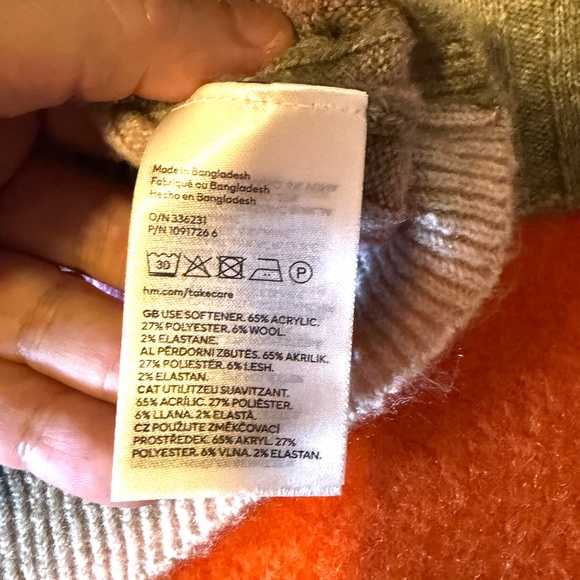 Made in Bangladesh
Fabriqué au Bangladesh
Hecho en Bangladesh
O/N 336231
P/N 1091726 6
30
P
hm.com/takecare
GB USE SOFTENER. 65% ACRYLIC.
27% POLYESTER. 6% WOOL.
2% ELASTANE.
AL PËRDORNI ZBUTËS. 65% AKRILIK.
27% POLIESTËR. 6% LESH.
2% ELASTAN.
CAT UTILITZEU SUAVITZANT.
65% ACRÍLIC. 27% POLIÈSTER.
6% LLANA. 2% ELASTÀ.
CZ POUŽIJTE ZMĚKČOVACÍ
PROSTŘEDEK. 65% AKRYL. 27%
POLYESTER. 6% VLNA. 2% ELASTAN.